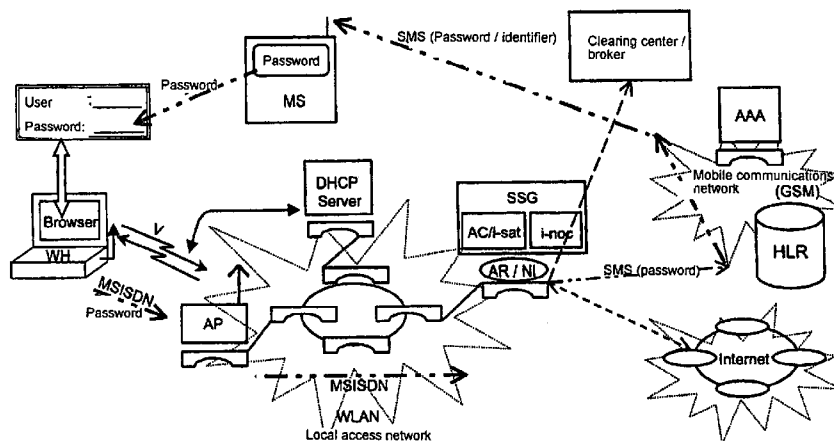 SMS (Password / identifier)
Clearing center /
broker
Password
MS
Password
User :
Password:
AAA
Mobile communications
network
(GSM)
HLR
DHCP
Server
SSG
AC/i-sat
i-noc
AR / NI
SMS (password)
Browser
WH
V
MSISDN
Password
AP
Internet
MSISDN
WLAN
Local access network